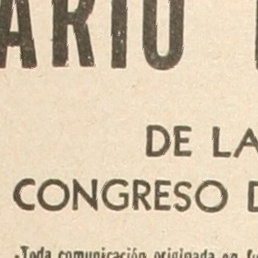 ARIO
DE LA
CONGRESO D
Toda comunicación originada en